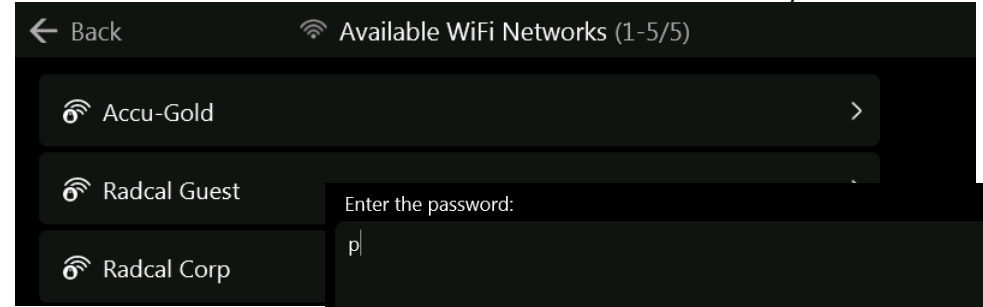 Back
Available WiFi Networks (1-5/5)
Accu-Gold
Radcal Guest
Enter the password:
p
Radcal Corp